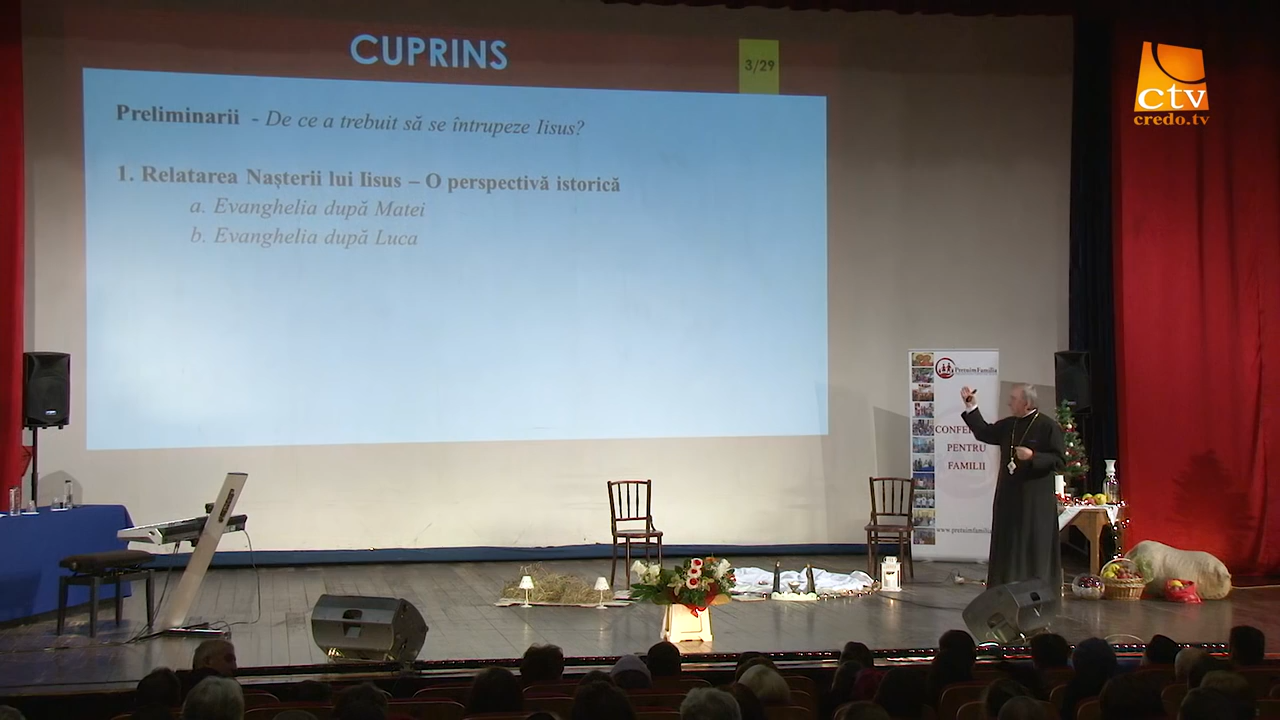 CUPRINS
3/29
Preliminarii - De ce a trebuit să se întrupeze Iisus?
1. Relatarea Nașterii lui Iisus – O perspectivă istorică
a. Evanghelia după Matei
b. Evanghelia după Luca
ctv
credo.tv
PretuimFamilia
PENTRU
FAMILII